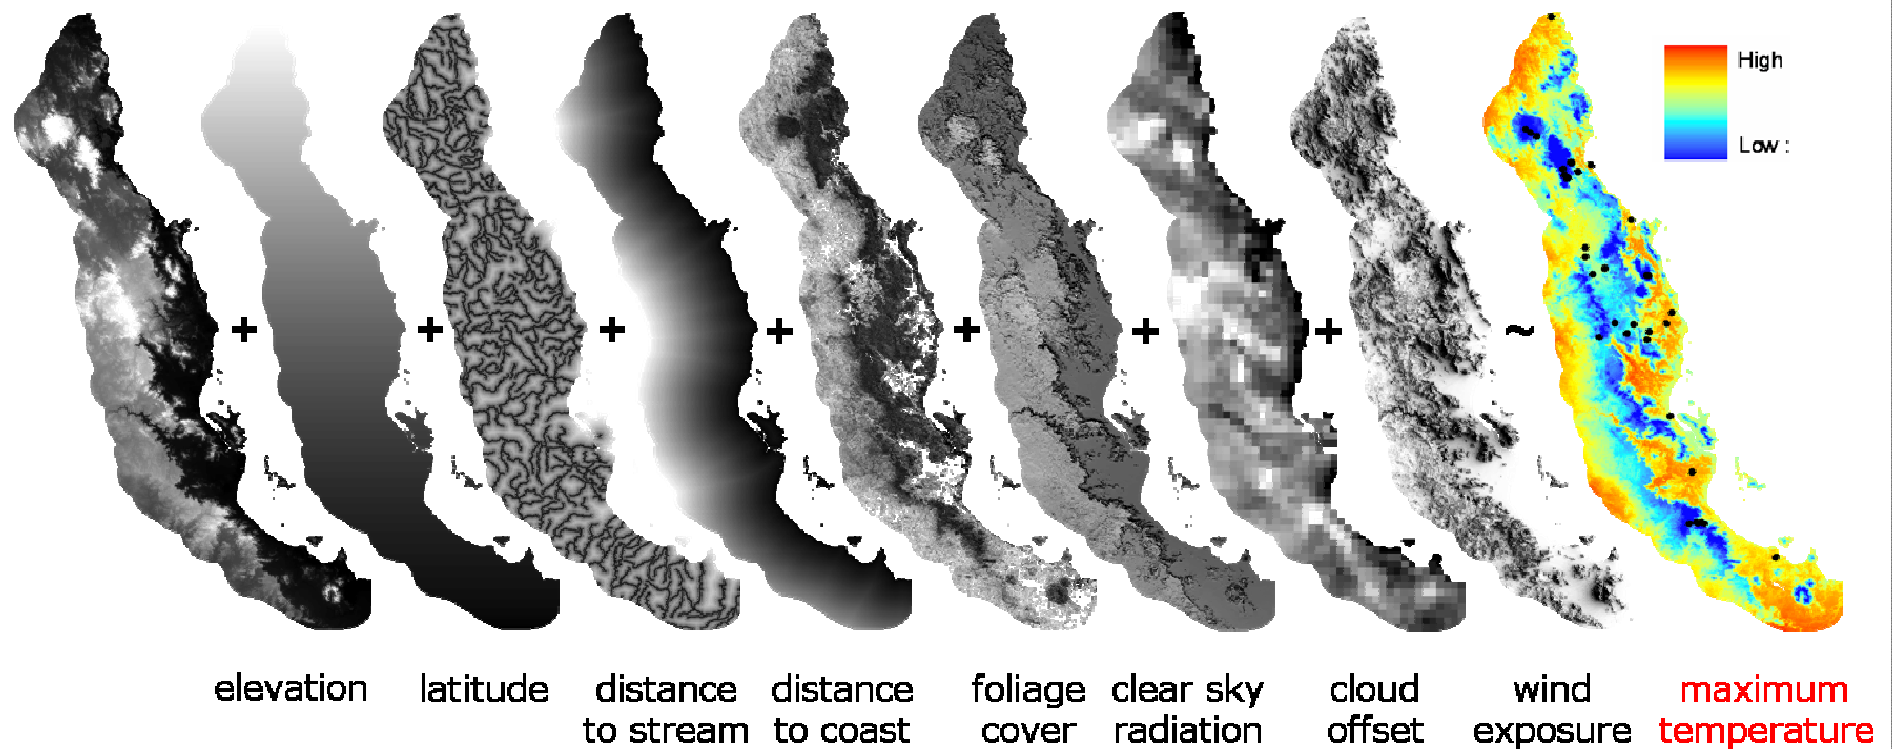 High
Low :
+ + + + + + + ~
elevation
latitude
distance
to stream
distance
to coast
foliage
cover
clear sky
radiation
cloud
offset
wind
exposure
maximum
temperature